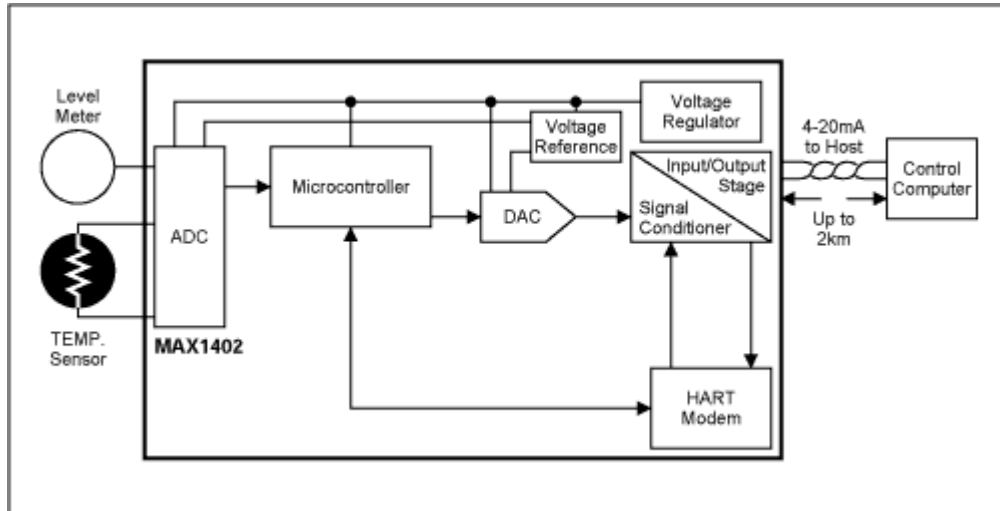 Level
Meter
TEMP.
Sensor
ADC
MAX1402
Microcontroller
DAC
Voltage
Reference
Voltage
Regulator
Input/Output
Stage
Signal
Conditioner
HART
Modem
4-20mA
to Host
Up to
2km
Control
Computer